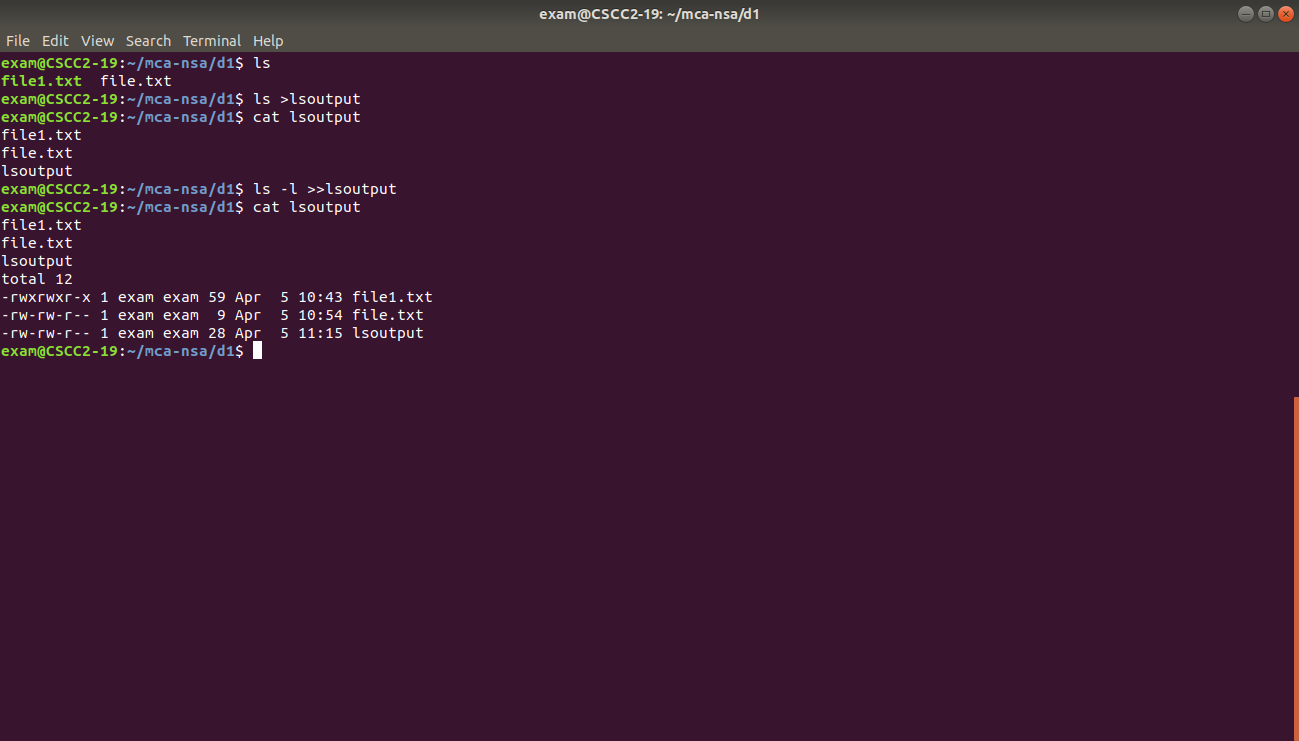 exam@CSCC2-19: ~/mca-nsa/d1
File Edit View Search Terminal Help
exam@CSCC2-19:~/mca-nsa/d1$ ls
file1.txt  file.txt
exam@CSCC2-19:~/mca-nsa/d1$ ls >lsoutput
exam@CSCC2-19:~/mca-nsa/d1$ cat lsoutput
file1.txt
file.txt
lsoutput
exam@CSCC2-19:~/mca-nsa/d1$ ls -l >>lsoutput
exam@CSCC2-19:~/mca-nsa/d1$ cat lsoutput
file1.txt
file.txt
lsoutput
total 12
-rwxrwxr-x 1 exam exam 59 Apr  5 10:43 file1.txt
-rw-rw-r-- 1 exam exam  9 Apr  5 10:54 file.txt
-rw-rw-r-- 1 exam exam 28 Apr  5 11:15 lsoutput
exam@CSCC2-19:~/mca-nsa/d1$